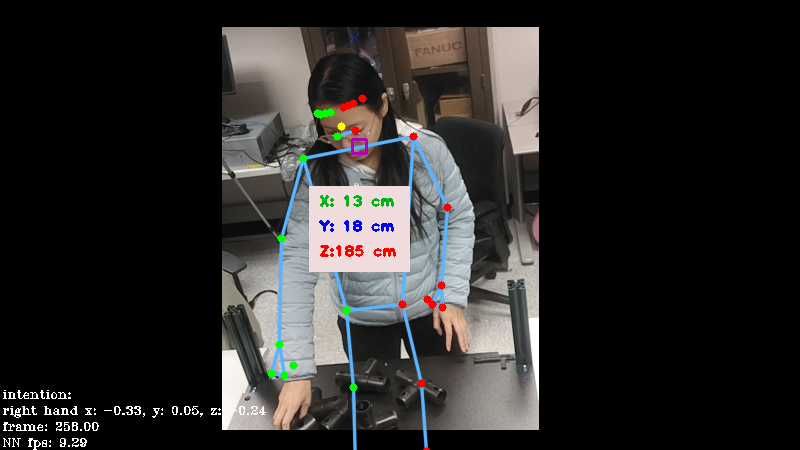 FANUC
X: 13 cm
Y: 18 cm
Z:185 cm
intention:
right hand x: -0.33, y: 0.05, z: -0.24
frame: 258.00
NN fps: 9.29